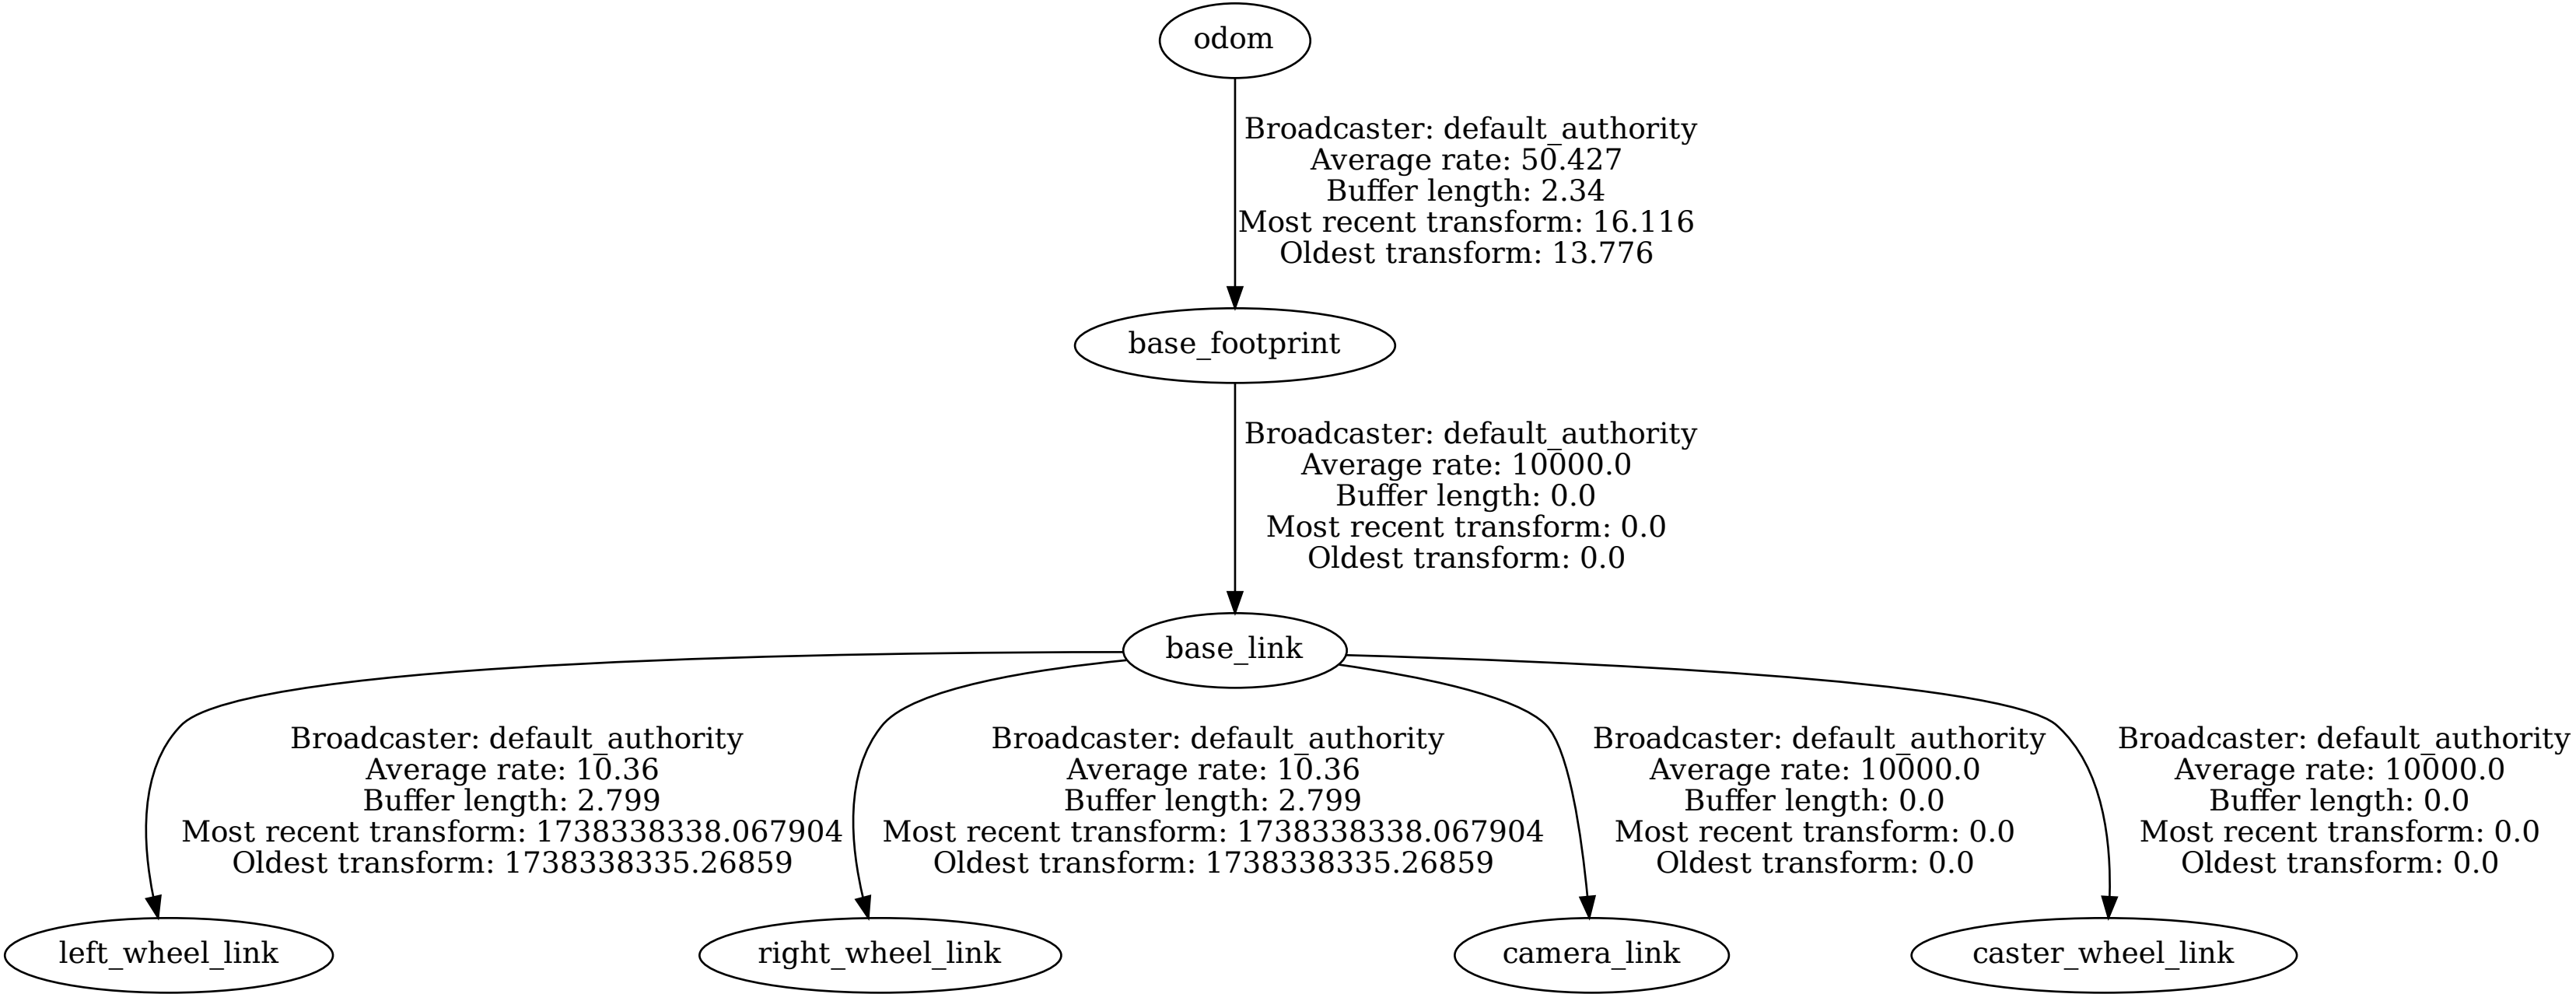 odom
Broadcaster: default_authority
Average rate: 50.427
Buffer length: 2.34
Most recent transform: 16.116
Oldest transform: 13.776
base_footprint
Broadcaster: default_authority
Average rate: 10000.0
Buffer length: 0.0
Most recent transform: 0.0
Oldest transform: 0.0
base_link
Broadcaster: default_authority
Average rate: 10.36
Buffer length: 2.799
Most recent transform: 1738338338.067904
Oldest transform: 1738338335.26859
Broadcaster: default_authority
Average rate: 10.36
Buffer length: 2.799
Most recent transform: 1738338338.067904
Oldest transform: 1738338335.26859
Broadcaster: default_authority
Average rate: 10000.0
Buffer length: 0.0
Most recent transform: 0.0
Oldest transform: 0.0
Broadcaster: default_authority
Average rate: 10000.0
Buffer length: 0.0
Most recent transform: 0.0
Oldest transform: 0.0
left_wheel_link
right_wheel_link
camera_link
caster_wheel_link